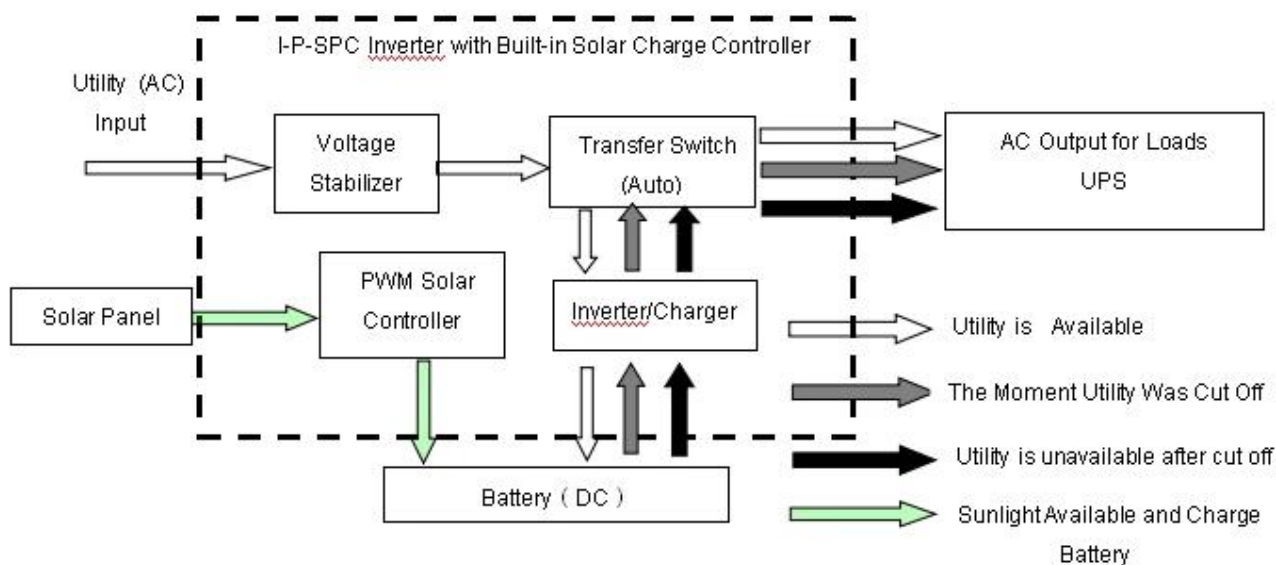 I-P-SPC Inverter with Built-in Solar Charge Controller
Utility (AC)
Input
Voltage
Stabilizer
Transfer Switch
(Auto)
AC Output for Loads
UPS
PWM Solar
Controller
Solar Panel
Inverter/Charger
Battery ( DC )
Utility is Available
The Moment Utility Was Cut Off
Utility is unavailable after cut off
Sunlight Available and Charge
Battery